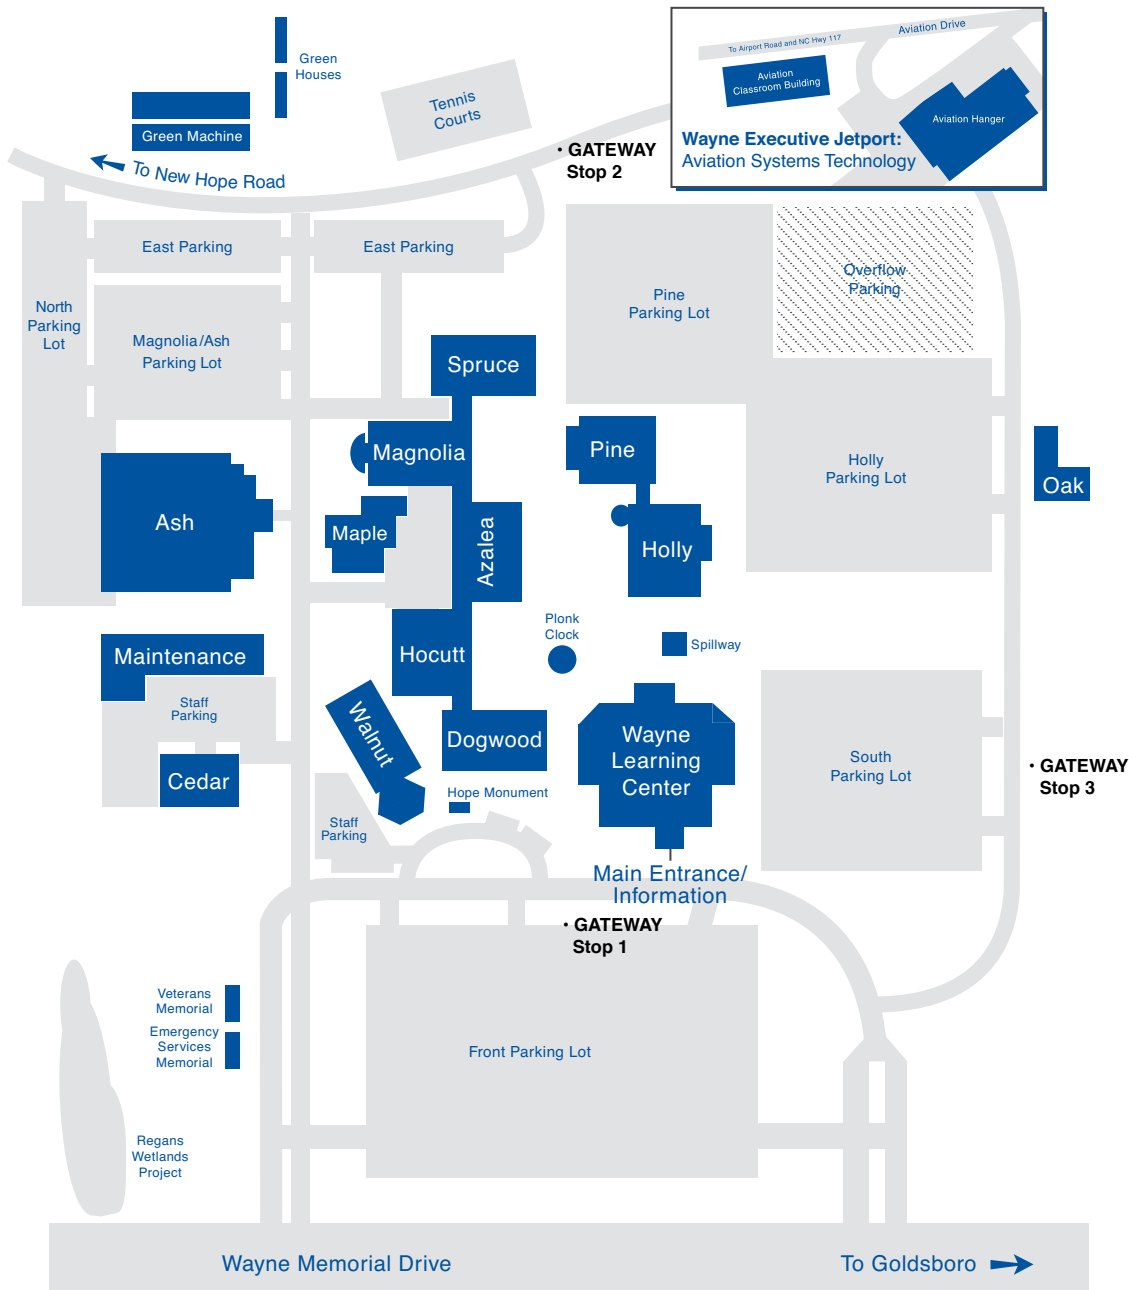 Green
Houses
Green Machine
To New Hope Road
Tennis
Courts
• GATEWAY
Stop 2
To Airport Road and NC Hwy 117
Aviation Drive
Aviation
Classroom Building
Aviation Hanger
Wayne Executive Jetport:
Aviation Systems Technology
East Parking
East Parking
North
Parking
Lot
Magnolia/Ash
Parking Lot
Pine
Parking Lot
Overflow
Parking
Spruce
Magnolia
Pine
Holly
Parking Lot
Oak
Ash
Maple
Azalea
Holly
Plonk
Clock
Spillway
Maintenance
Hocutt
Staff
Parking
Walnut
Dogwood
Wayne
Learning
Center
South
Parking Lot
• GATEWAY
Stop 3
Cedar
Hope Monument
Staff
Parking
Main Entrance/
Information
• GATEWAY
Stop 1
Veterans
Memorial
Emergency
Services
Memorial
Front Parking Lot
Regans
Wetlands
Project
Wayne Memorial Drive
To Goldsboro